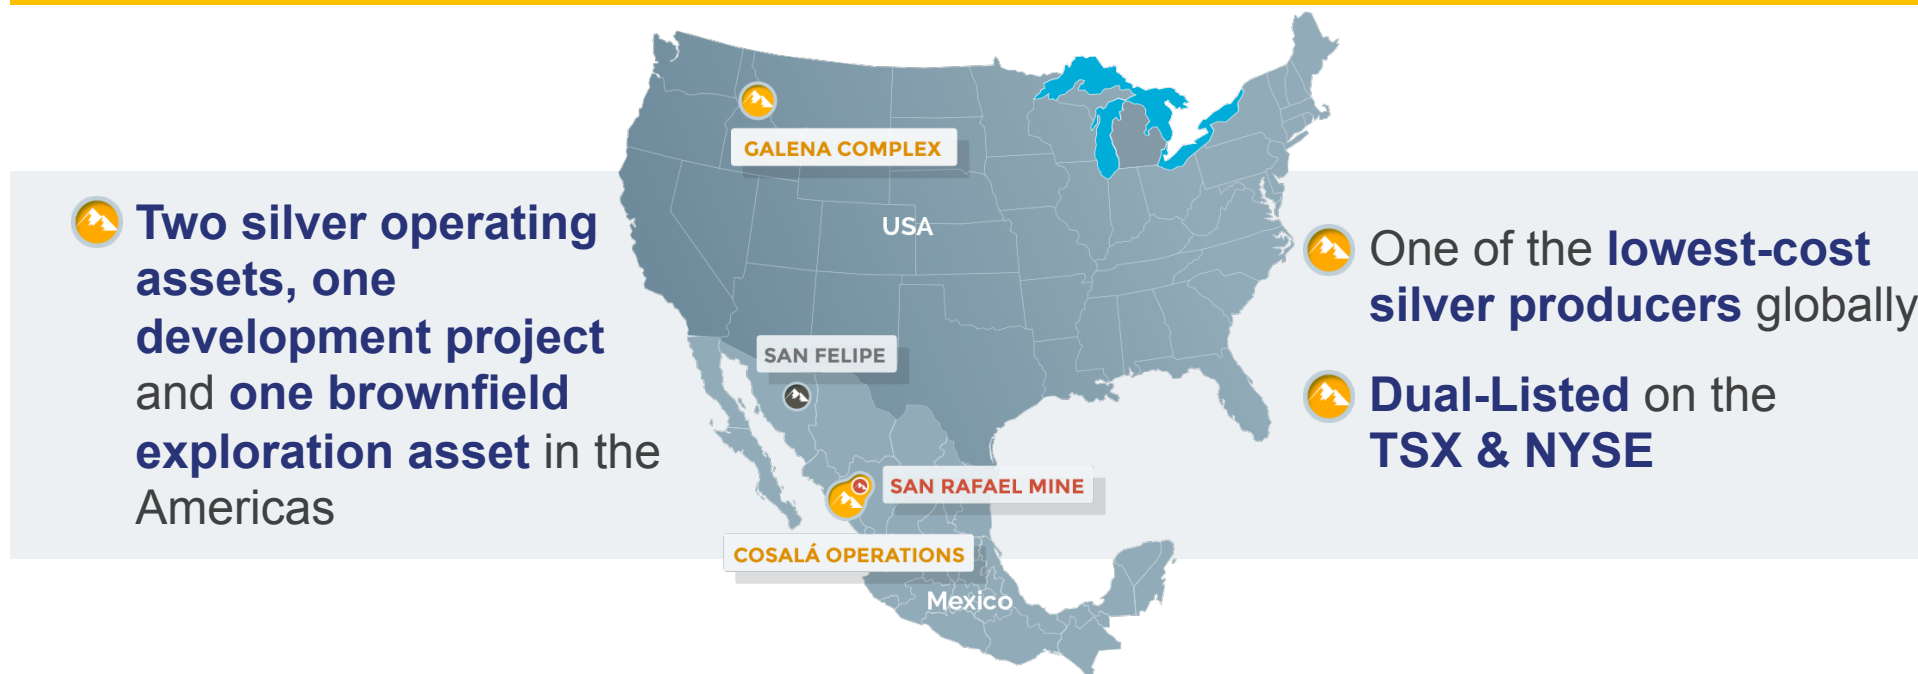 Two silver operating
assets, one
development project
and one brownfield
exploration asset in the
Americas
GALENA COMPLEX
USA
SAN FELIPE
SAN RAFAEL MINE
COSALÁ OPERATIONS
Mexico
One of the lowest-cost
silver producers globally
Dual-Listed on the
TSX & NYSE